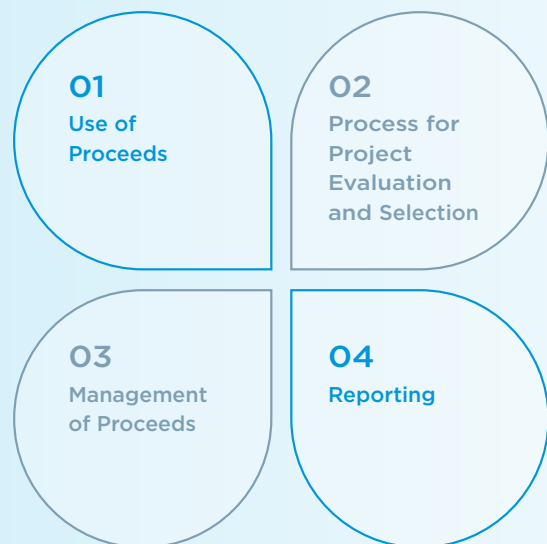 01
Use of
Proceeds
02
Process for
Project
Evaluation
and Selection
03
Management
of Proceeds
04
Reporting